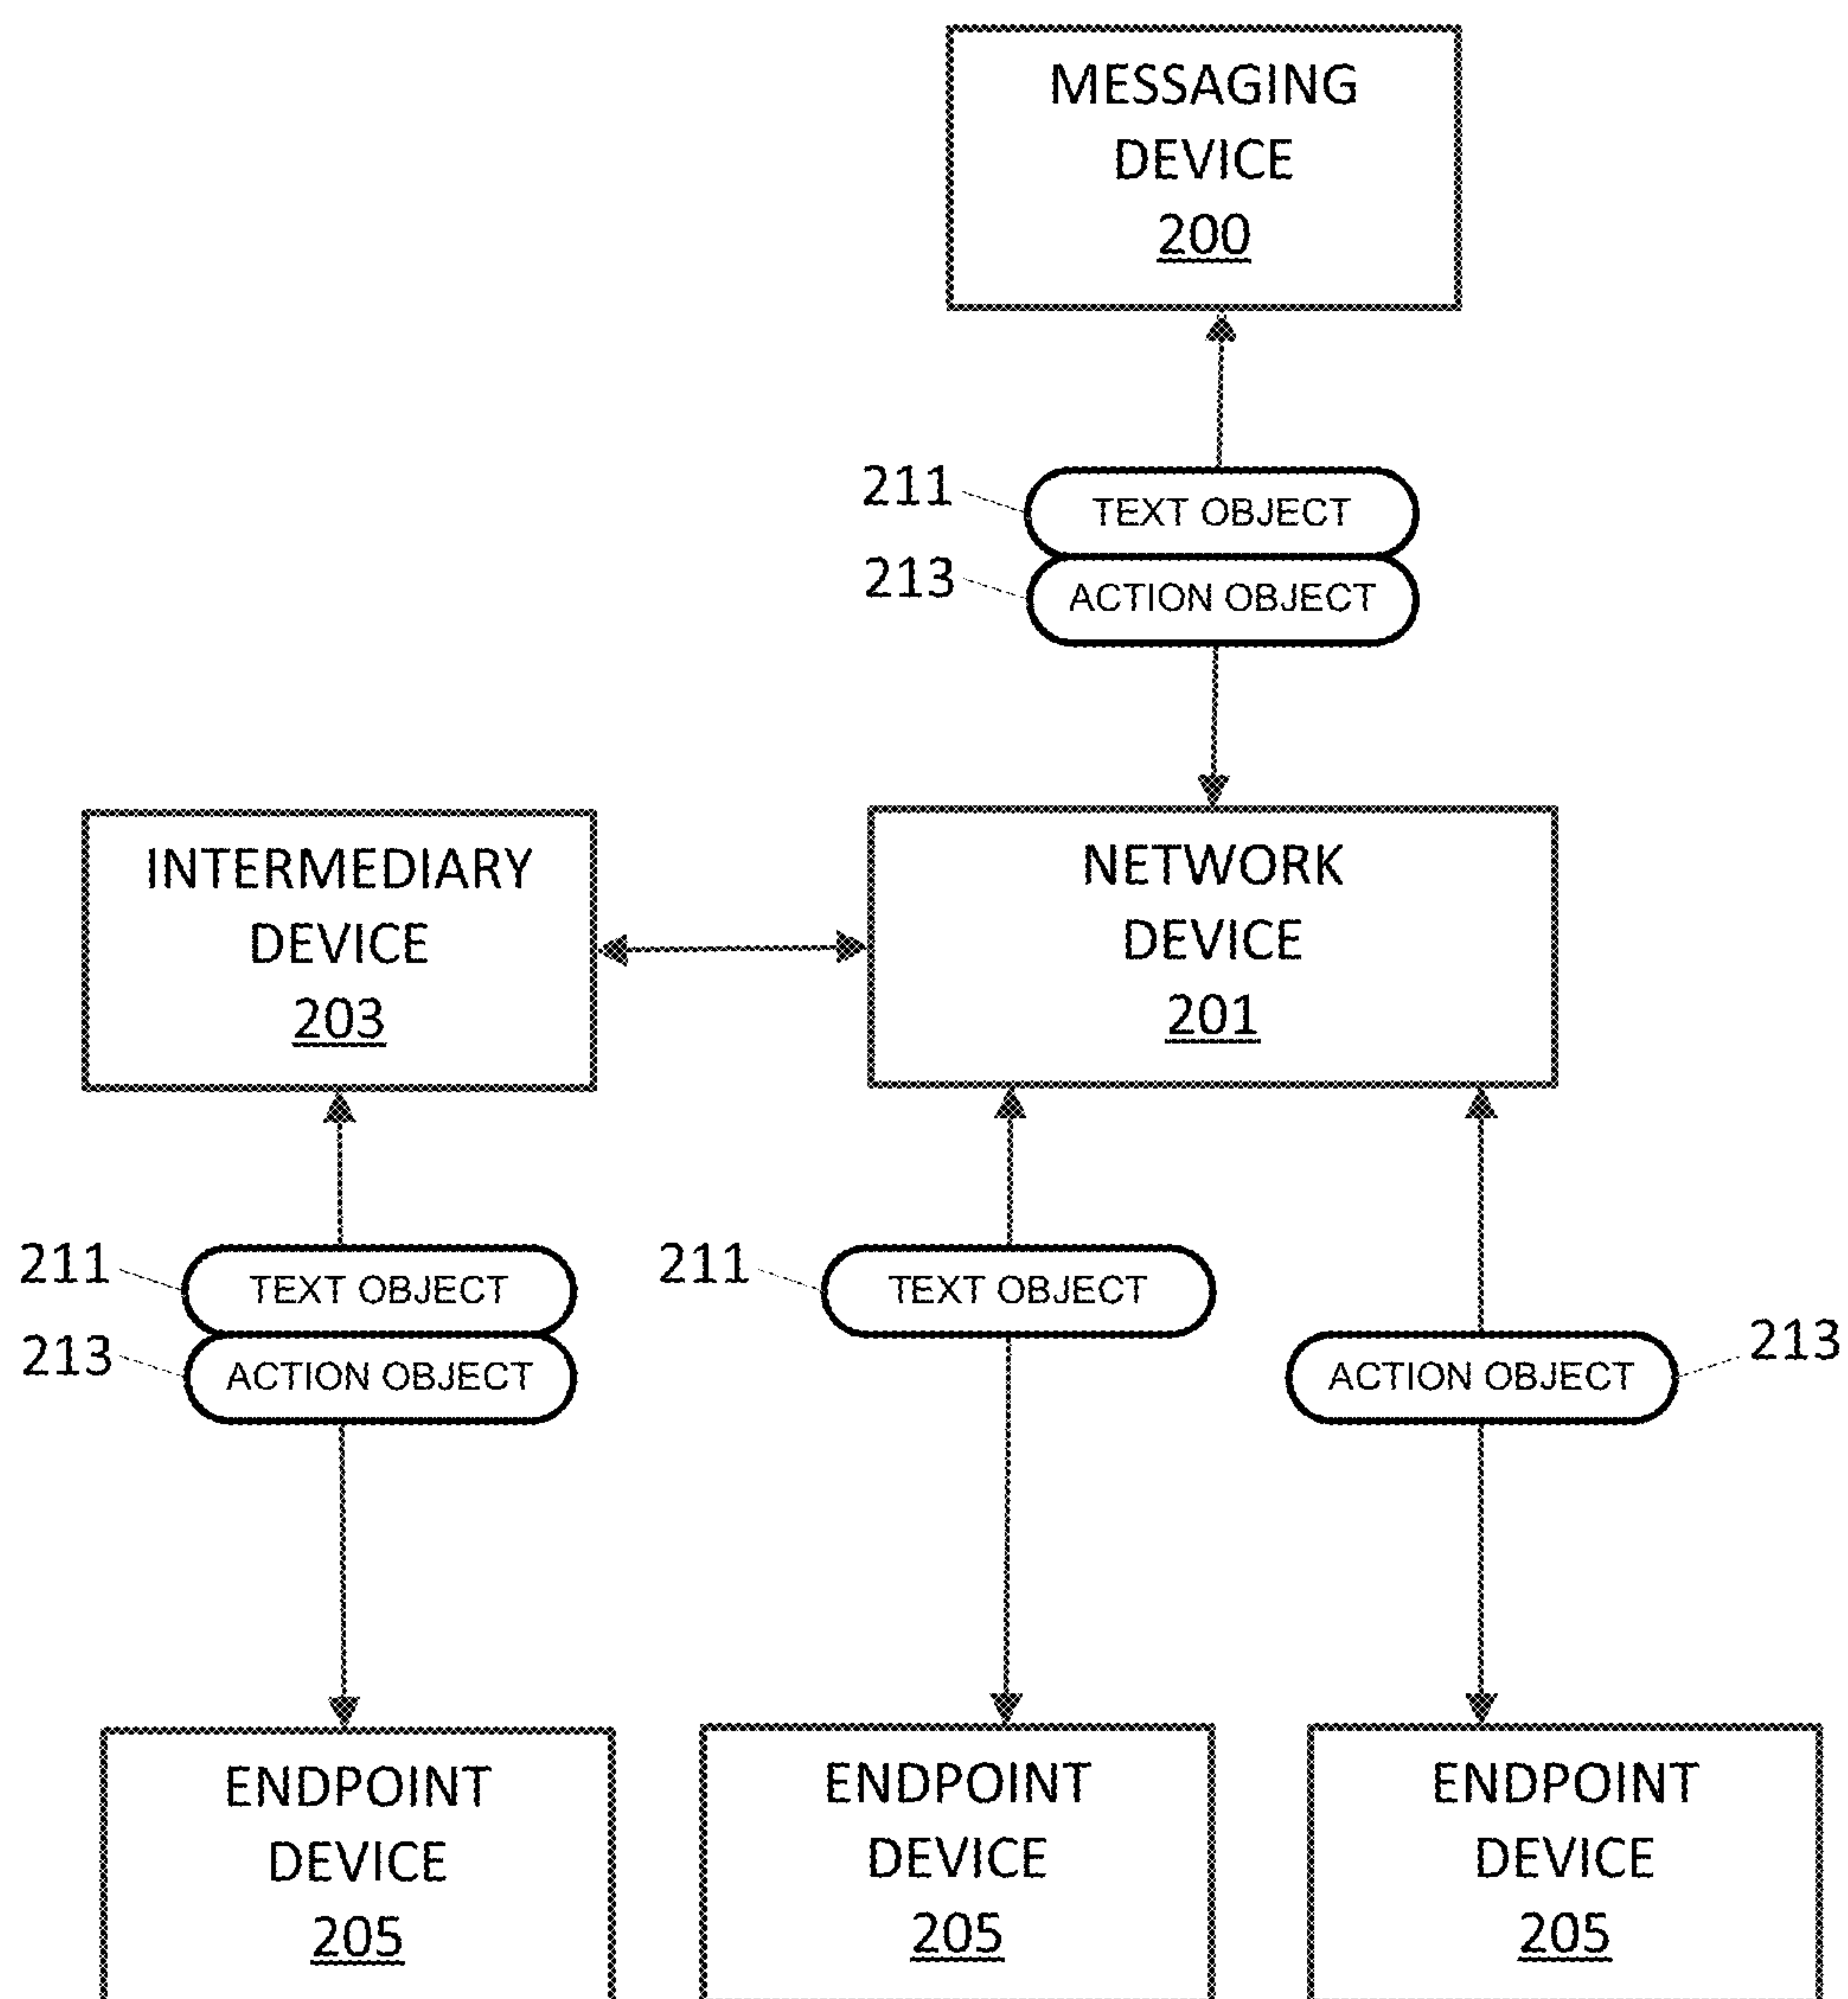 MESSAGING
DEVICE
200
211
TEXT OBJECT
213
ACTION OBJECT
INTERMEDIARY
DEVICE
203
NETWORK
DEVICE
201
211
TEXT OBJECT
213
ACTION OBJECT
211
TEXT OBJECT
ACTION OBJECT
213
ENDPOINT
DEVICE
205
ENDPOINT
DEVICE
205
ENDPOINT
DEVICE
205